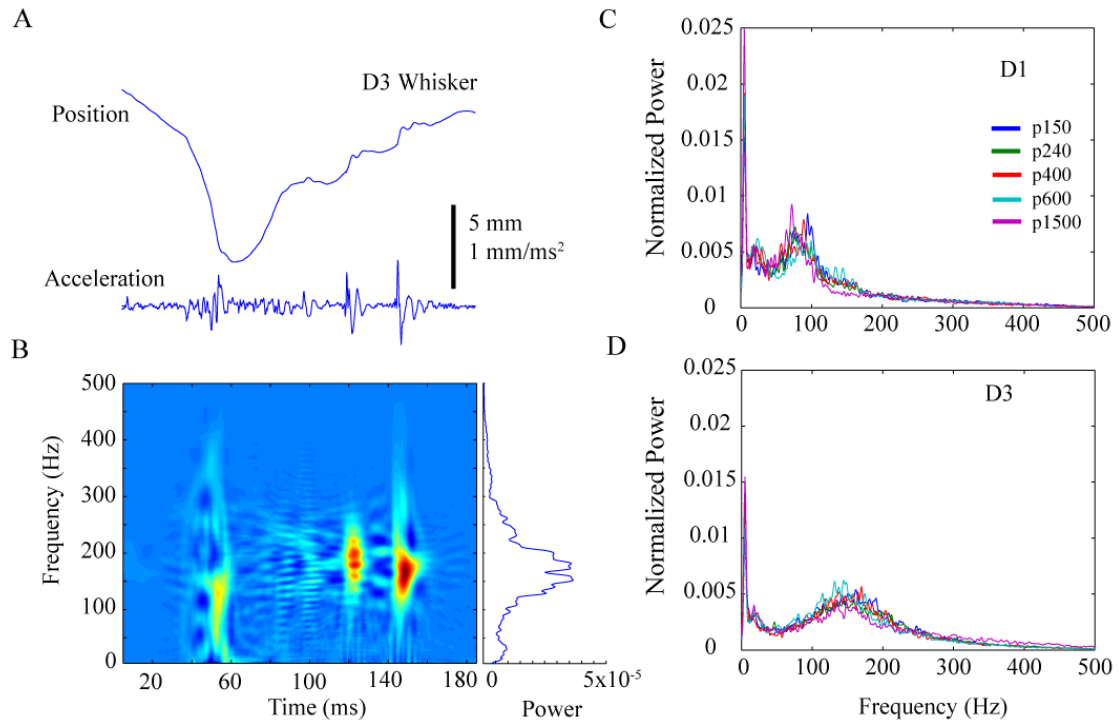 A
D3 Whisker
Position
5 mm
1 mm/ms²
Acceleration
B
500
400
300
200
100
0
Frequency (Hz)
20
60
100
140
180
Time (ms)
0
5x10⁻⁵
Power
C
0.025
0.02
0.015
0.01
0.005
0
Normalized Power
D1
p150
p240
p400
p600
p1500
0
100
200
300
400
500
D
0.025
0.02
0.015
0.01
0.005
0
Normalized Power
D3
0
100
200
300
400
500
Frequency (Hz)